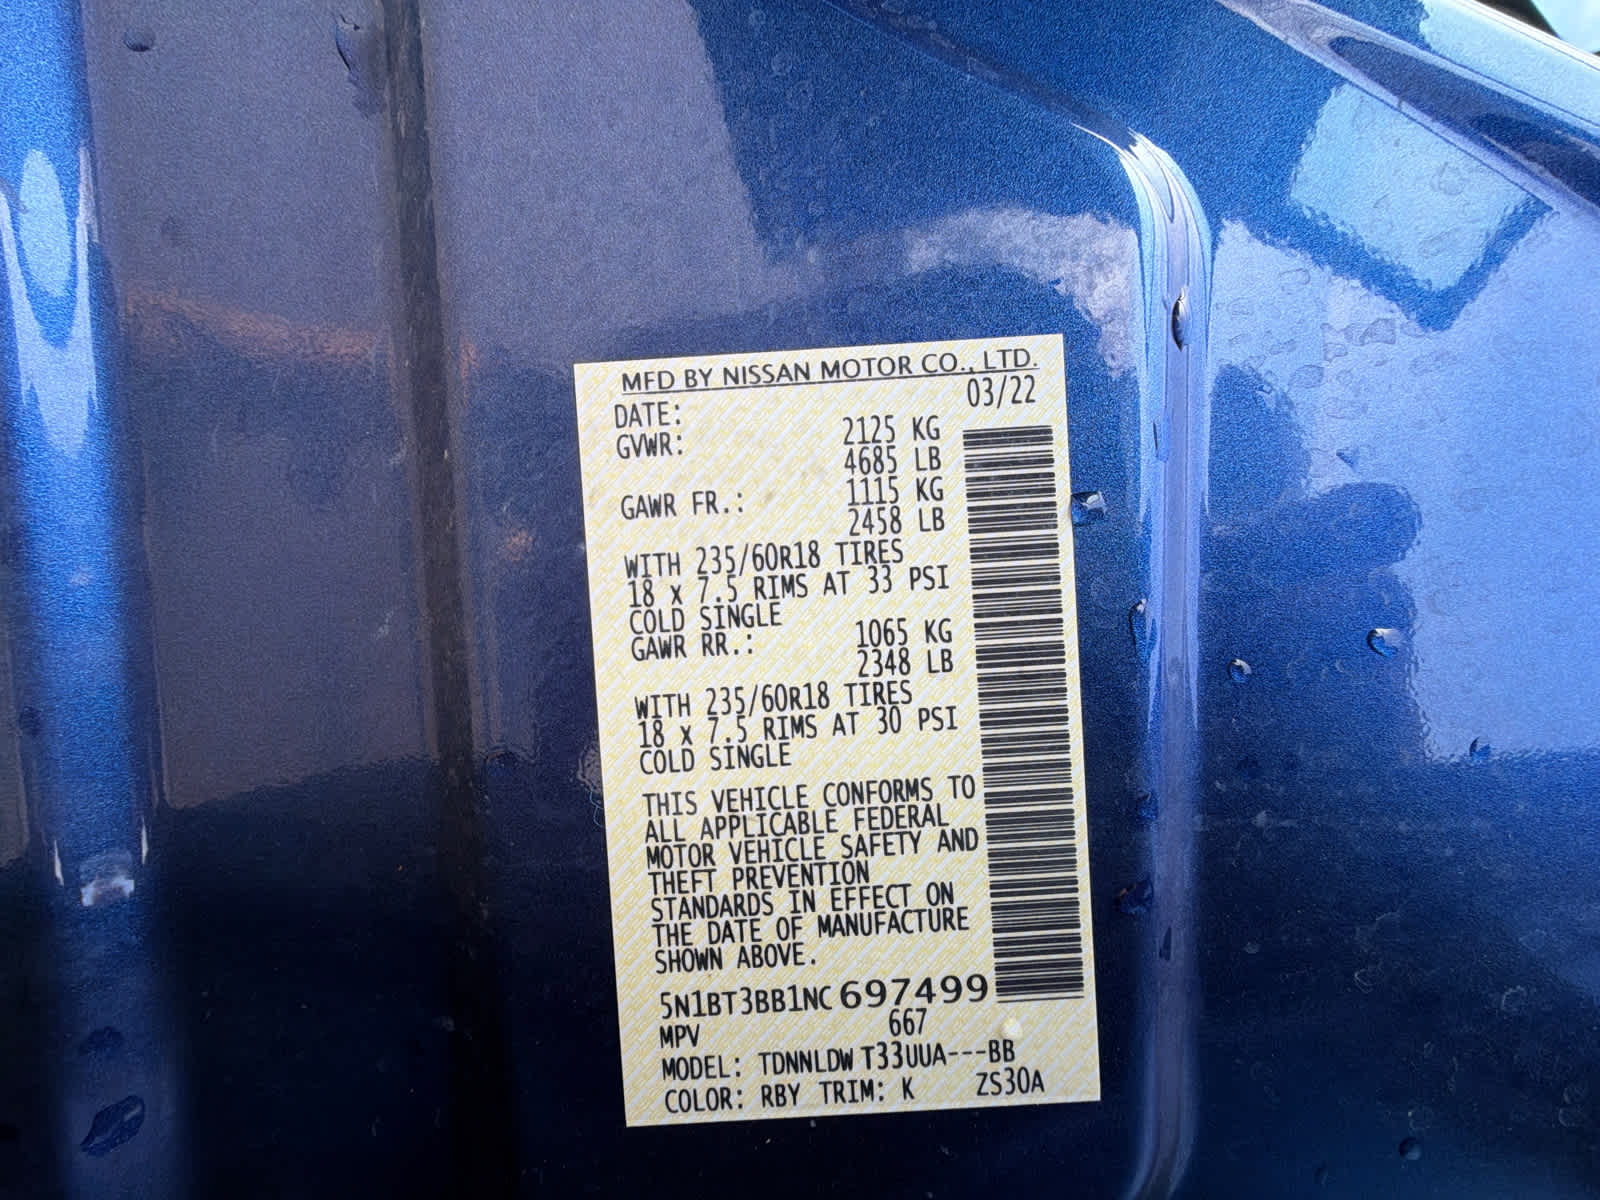 MFD BY NISSAN MOTOR CO., LTD.
DATE: 03/22
GVWR: 2125 KG
4685 LB
GAWR FR.: 1115 KG
2458 LB
WITH 235/60R18 TIRES
18 x 7.5 RIMS AT 33 PSI
COLD SINGLE
GAWR RR.: 1065 KG
2348 LB
WITH 235/60R18 TIRES
18 x 7.5 RIMS AT 30 PSI
COLD SINGLE
THIS VEHICLE CONFORMS TO
ALL APPLICABLE FEDERAL
MOTOR VEHICLE SAFETY AND
THEFT PREVENTION
STANDARDS IN EFFECT ON
THE DATE OF MANUFACTURE
SHOWN ABOVE.
5N1BT3BB1NC697499
MPV 667
MODEL: TDNNLDW T33UUA---BB
COLOR: RBY TRIM: K ZS30A